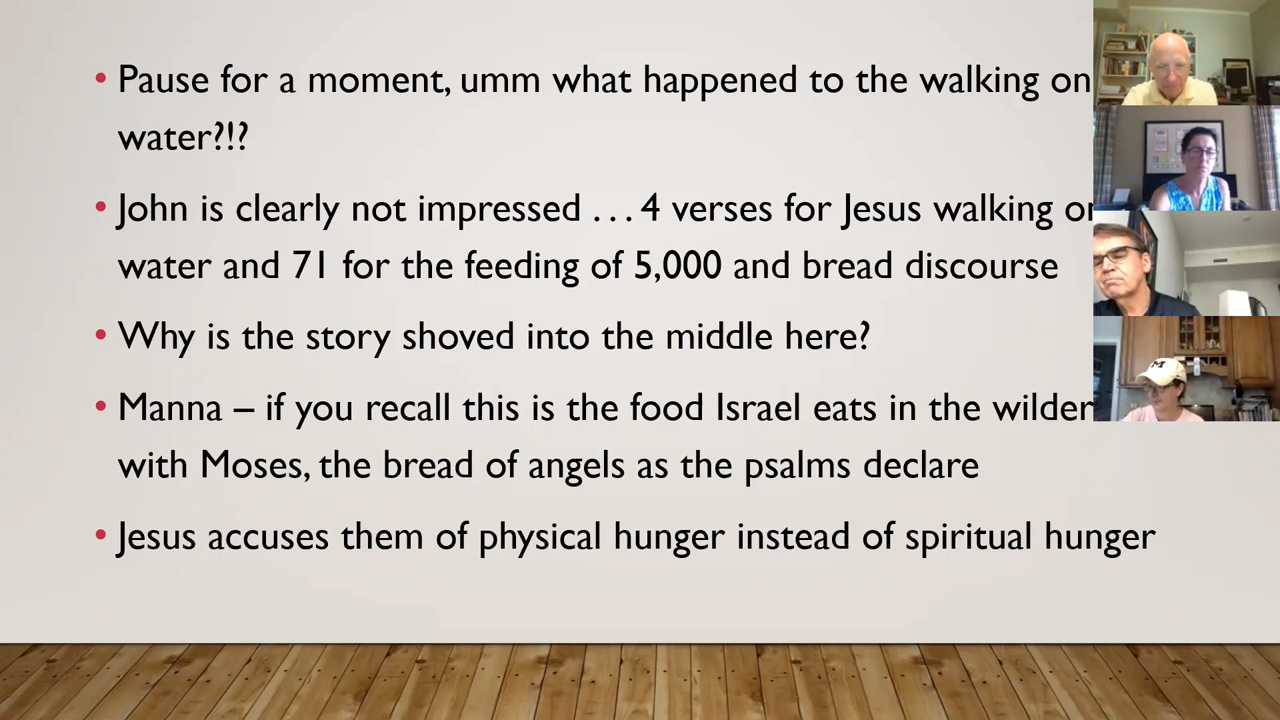 • Pause for a moment, umm what happened to the walking on
water?!?
• John is clearly not impressed . . . 4 verses for Jesus walking
water and 71 for the feeding of 5,000 and bread discourse
• Why is the story shoved into the middle here?
• Manna – if you recall this is the food Israel eats in the
with Moses, the bread of angels as the psalms declare
• Jesus accuses them of physical hunger instead of spiritual hunger
M